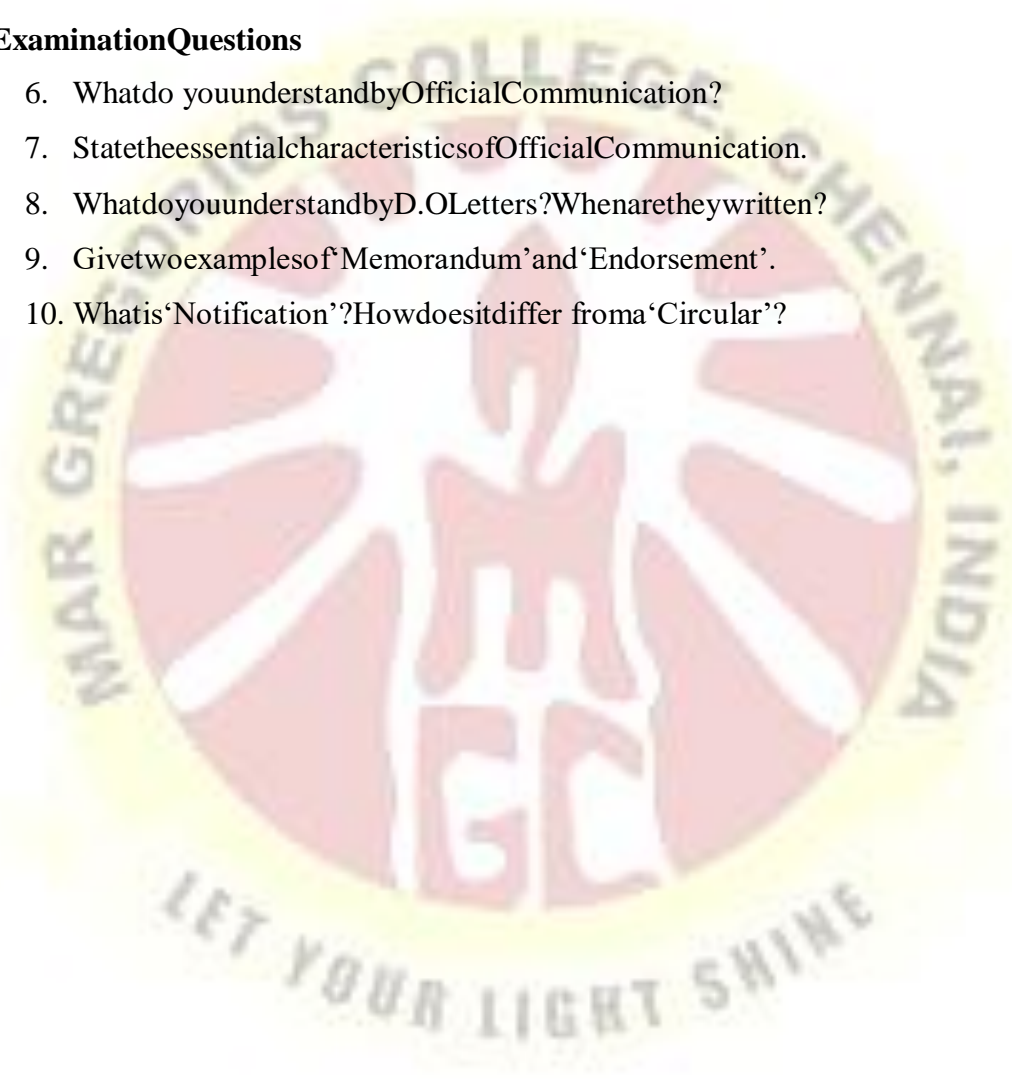 ExaminationQuestions
6. Whatdo youunderstandbyOfficialCommunication?
7. StatetheessentialcharacteristicsofOfficialCommunication.
8. WhatdoyouunderstandbyD.OLetters?Whenaretheywritten?
9. Givetwoexamplesof‘Memorandum’and‘Endorsement’.
10. Whatis‘Notification’?Howdoesitdiffer froma‘Circular’?
MAR GREGORIOS COLLEGE, CHENNAI, INDIA
MGC
LET YOUR LIGHT SHINE